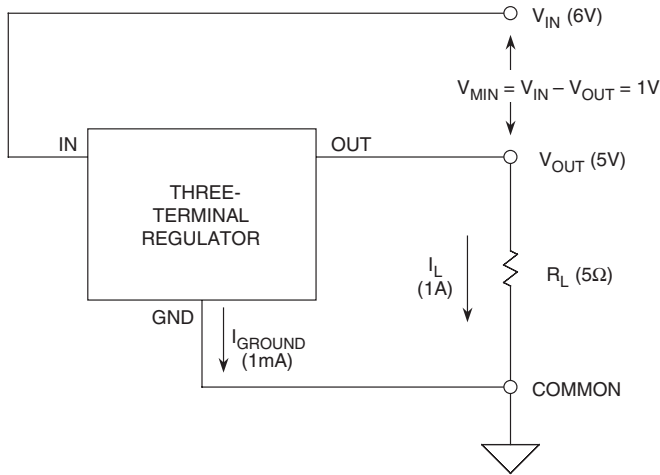 V_IN (6V)
V_MIN = V_IN – V_OUT = 1V
IN
OUT
V_OUT (5V)
THREE-
TERMINAL
REGULATOR
I_L
(1A)
R_L (5Ω)
GND
I_GROUND
(1mA)
COMMON